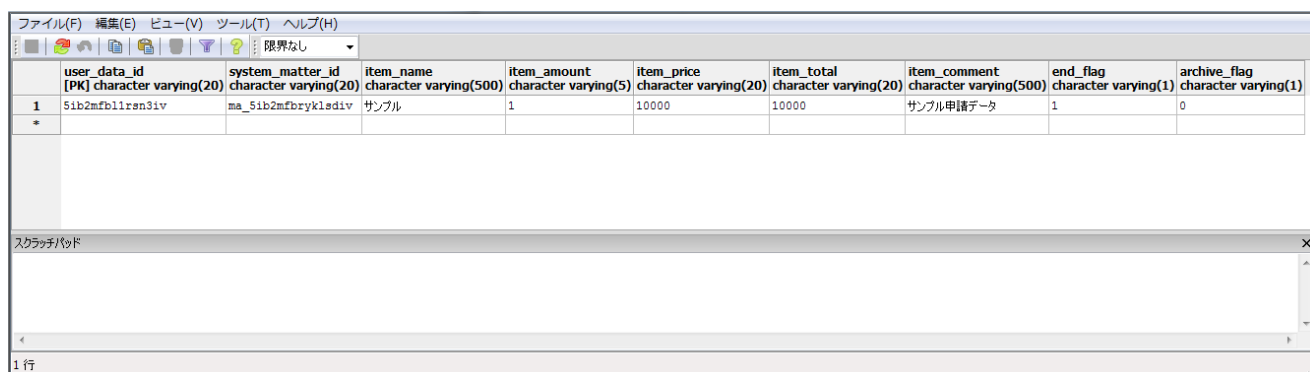 ファイル(F) 編集(E) ビュー(V) ツール(T) ヘルプ(H)
限界なし
user_data_id system_matter_id item_name item_amount item_price item_total item_comment end_flag archive_flag
[PK] character varying(20) character varying(20) character varying(500) character varying(5) character varying(20) character varying(20) character varying(500) character varying(1) character varying(1)
1 5ib2mfbl1rsn3iv ma_5ib2mfbryklsdiv サンプル 1 10000 10000 サンプル申請データ 1 0
*
スクラッチパッド
1 行